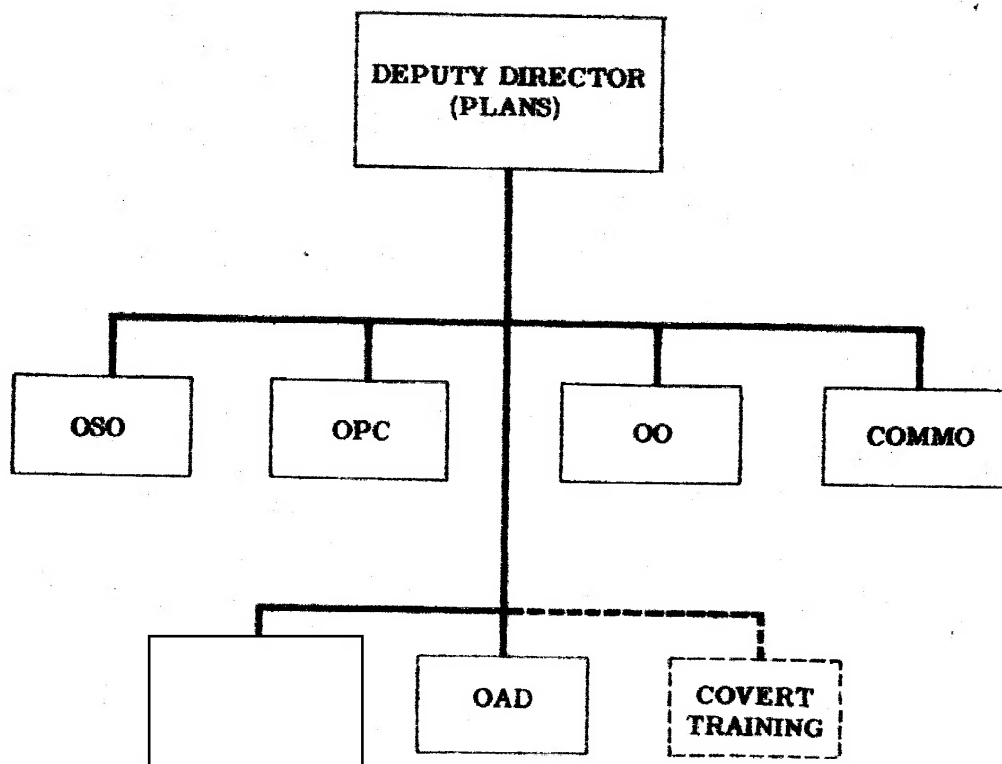 DEPUTY DIRECTOR
(PLANS)
OSO
OPC
OO
COMMO
OAD
COVERT
TRAINING